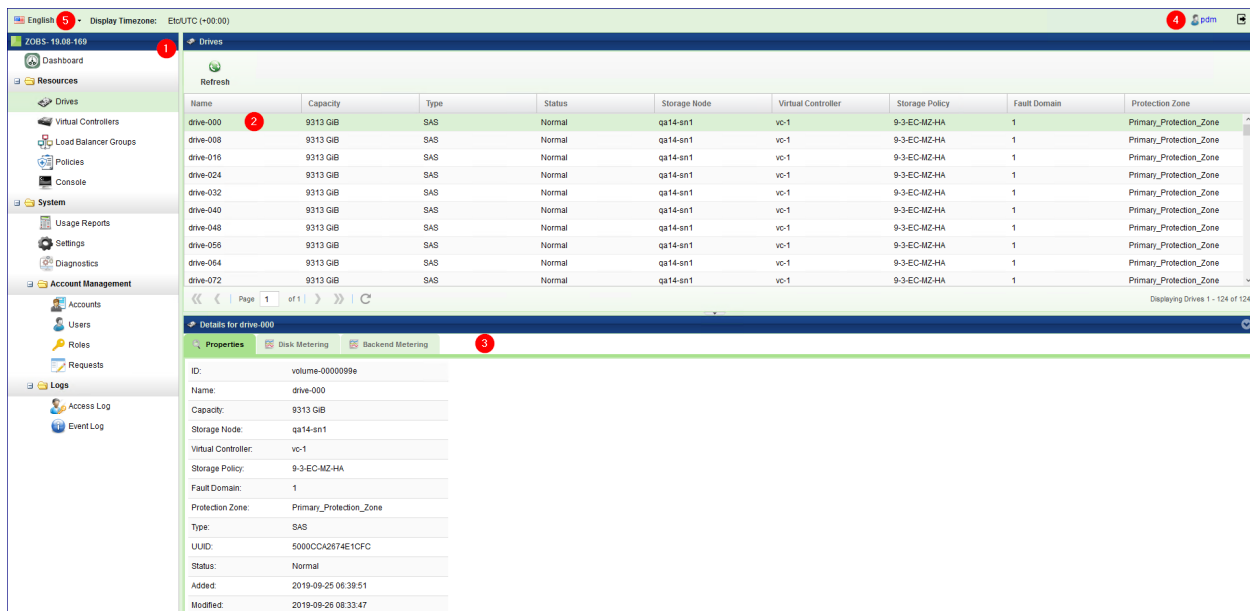 English 5 Display Timezone: Etc/UTC (+00:00) 4 pdm
ZOBS-19.08-169 1
Dashboard
Resources
Drives
Virtual Controllers
Load Balancer Groups
Policies
Console
System
Usage Reports
Settings
Diagnostics
Account Management
Accounts
Users
Roles
Requests
Logs
Access Log
Event Log
Drives
Refresh
Name Capacity Type Status Storage Node Virtual Controller Storage Policy Fault Domain Protection Zone
drive-000 2 9313 GiB SAS Normal qa14-sn1 vc-1 9-3-EC-MZ-HA 1 Primary_Protection_Zone
drive-008 9313 GiB SAS Normal qa14-sn1 vc-1 9-3-EC-MZ-HA 1 Primary_Protection_Zone
drive-016 9313 GiB SAS Normal qa14-sn1 vc-1 9-3-EC-MZ-HA 1 Primary_Protection_Zone
drive-024 9313 GiB SAS Normal qa14-sn1 vc-1 9-3-EC-MZ-HA 1 Primary_Protection_Zone
drive-032 9313 GiB SAS Normal qa14-sn1 vc-1 9-3-EC-MZ-HA 1 Primary_Protection_Zone
drive-040 9313 GiB SAS Normal qa14-sn1 vc-1 9-3-EC-MZ-HA 1 Primary_Protection_Zone
drive-048 9313 GiB SAS Normal qa14-sn1 vc-1 9-3-EC-MZ-HA 1 Primary_Protection_Zone
drive-056 9313 GiB SAS Normal qa14-sn1 vc-1 9-3-EC-MZ-HA 1 Primary_Protection_Zone
drive-064 9313 GiB SAS Normal qa14-sn1 vc-1 9-3-EC-MZ-HA 1 Primary_Protection_Zone
drive-072 9313 GiB SAS Normal qa14-sn1 vc-1 9-3-EC-MZ-HA 1 Primary_Protection_Zone
Page 1 of 1 Displaying Drives 1 - 124 of 124
Details for drive-000
Properties Disk Metering Backend Metering 3
ID: volume-0000099e
Name: drive-000
Capacity: 9313 GiB
Storage Node: qa14-sn1
Virtual Controller: vc-1
Storage Policy: 9-3-EC-MZ-HA
Fault Domain: 1
Protection Zone: Primary_Protection_Zone
Type: SAS
UUID: 5000CCA2674E1CFC
Status: Normal
Added: 2019-09-25 06:39:51
Modified: 2019-09-26 08:33:47